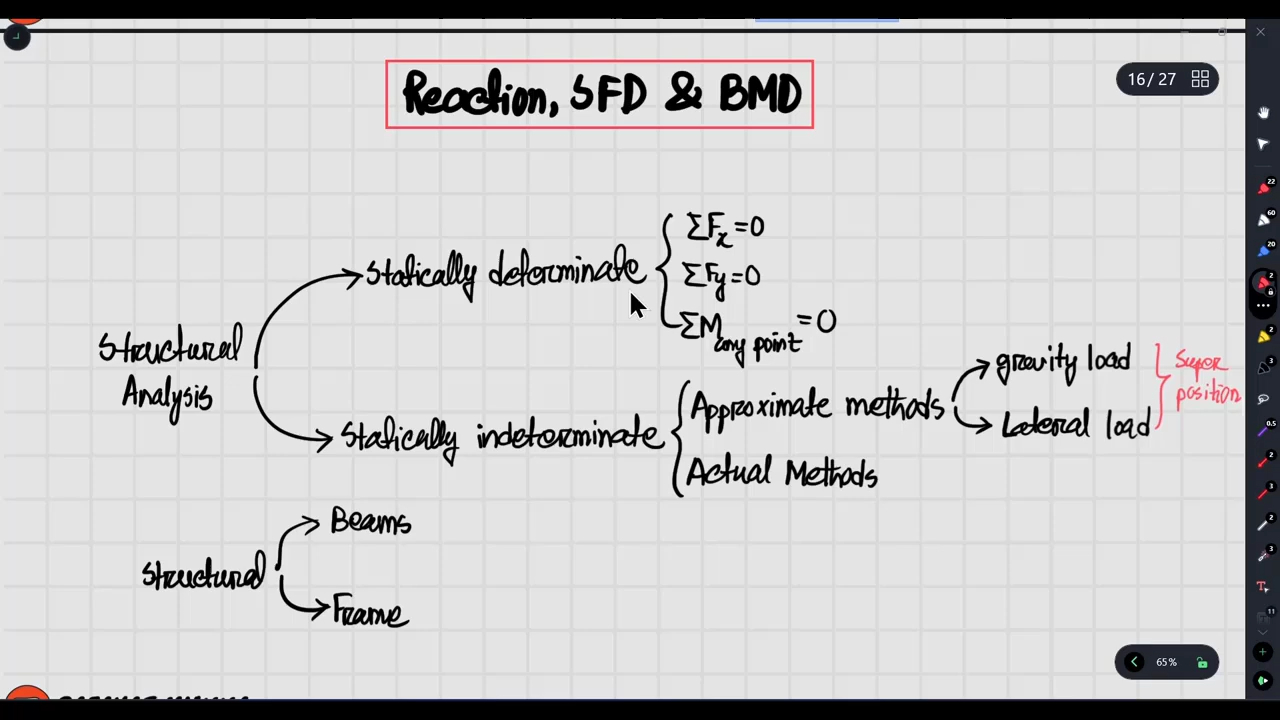 Reaction, SFD & BMD
16 / 27
ΣFx = 0
Statically determinate
ΣFy = 0
ΣM any point = 0
Structural
Analysis
gravity load
Super
position
Approximate methods
Lateral load
Statically indeterminate
Actual Methods
Beams
Structural
Frame
65%